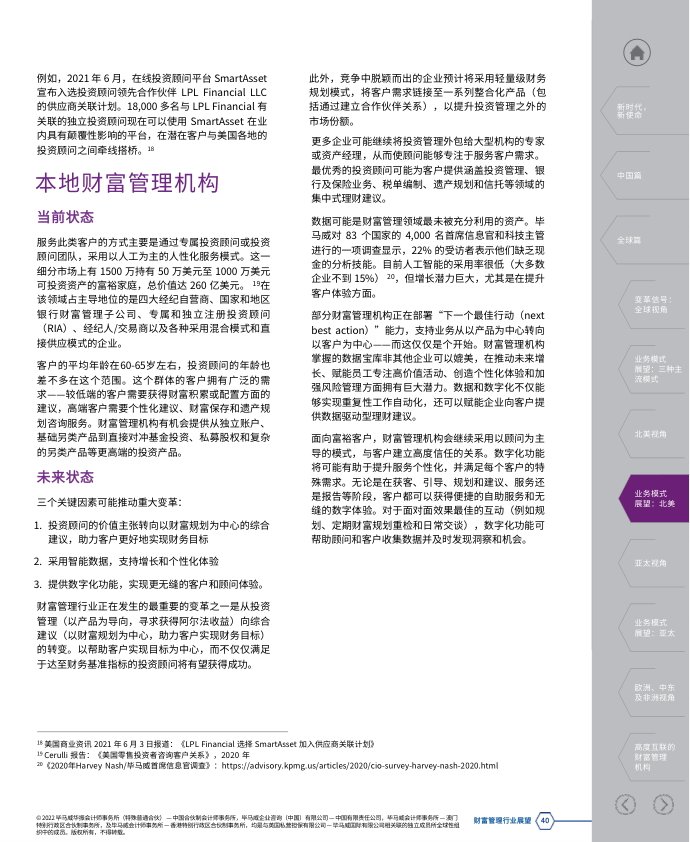 例如，2021 年 6 月，在线投资顾问平台 SmartAsset
宣布入选投资顾问领先合作伙伴 LPL Financial LLC
的供应商关联计划。18,000 多名与 LPL Financial 有
关联的独立投资顾问现在可以使用 SmartAsset 在业
内具有颠覆性影响的平台，在潜在客户与美国各地的
投资顾问之间牵线搭桥。18
本地财富管理机构
当前状态
服务此类客户的方式主要是通过专属投资顾问或投资
顾问团队，采用以人工为主的人性化服务模式。这一
细分市场上有 1500 万持有 50 万美元至 1000 万美元
可投资资产的富裕家庭，总价值达 260 亿美元。 19在
该领域占主导地位的是四大经纪自营商、国家和地区
银行财富管理子公司、专属和独立注册投资顾问
（RIA）、经纪人/交易商以及各种采用混合模式和直
接供应模式的企业。
客户的平均年龄在60-65岁左右，投资顾问的年龄也
差不多在这个范围。这个群体的客户拥有广泛的需
求——较低端的客户需要获得财富积累或配置方面的
建议，高端客户需要个性化建议、财富保存和遗产规
划咨询服务。财富管理机构有机会提供从独立账户、
基础另类产品到直接对冲基金投资、私募股权和复杂
的另类产品等更高端的投资产品。
未来状态
三个关键因素可能推动重大变革：
1. 投资顾问的价值主张转向以财富规划为中心的综合
建议，助力客户更好地实现财务目标
2. 采用智能数据，支持增长和个性化体验
3. 提供数字化功能，实现更无缝的客户和顾问体验。
财富管理行业正在发生的最重要的变革之一是从投资
管理（以产品为导向，寻求获得阿尔法收益）向综合
建议（以财富规划为中心，助力客户实现财务目标）
的转变。以帮助客户实现目标为中心，而不仅仅满足
于达至财务基准指标的投资顾问将有望获得成功。
此外，竞争中脱颖而出的企业预计将采用轻量级财务
规划模式，将客户需求链接至一系列整合化产品（包
括通过建立合作伙伴关系），以提升投资管理之外的
市场份额。
更多企业可能继续将投资管理外包给大型机构的专家
或资产经理，从而使顾问能够专注于服务客户需求。
最优秀的投资顾问可能为客户提供涵盖投资管理、银
行及保险业务、税单编制、遗产规划和信托等领域的
集中式理财建议。
数据可能是财富管理领域最未被充分利用的资产。毕
马威对 83 个国家的 4,000 名首席信息官和科技主管
进行的一项调查显示，22% 的受访者表示他们缺乏现
金的分析技能。目前人工智能的采用率很低（大多数
企业不到 15%） 20，但增长潜力巨大，尤其是在提升
客户体验方面。
部分财富管理机构正在部署“下一个最佳行动（next
best action）”能力，支持业务从以产品为中心转向
以客户为中心——而这仅仅是个开始。财富管理机构
掌握的数据宝库非其他企业可以媲美，在推动未来增
长、赋能员工专注高价值活动、创造个性化体验和加
强风险管理方面拥有巨大潜力。数据和数字化不仅能
够实现重复性工作自动化，还可以赋能企业向客户提
供数据驱动型理财建议。
面向富裕客户，财富管理机构会继续采用以顾问为主
导的模式，与客户建立高度信任的关系。数字化功能
将可能有助于提升服务个性化，并满足每个客户的特
殊需求。无论是在获客、引导、规划和建议、服务还
是报告等阶段，客户都可以获得便捷的自助服务和无
缝的数字体验。对于面对面效果最佳的互动（例如规
划、定期财富规划重检和日常交谈），数字化功能可
帮助顾问和客户收集数据并及时发现洞察和机会。
18 美国商业资讯 2021 年 6 月 3 日报道：《LPL Financial 选择 SmartAsset 加入供应商关联计划》
19 Cerulli 报告：《美国零售投资者咨询客户关系》，2020 年
20 《2020年Harvey Nash/毕马威首席信息官调查》：https://advisory.kpmg.us/articles/2020/cio-survey-harvey-nash-2020.html
© 2022 毕马威华振会计师事务所（特殊普通合伙） — 中国合伙制会计师事务所，毕马威企业咨询（中国）有限公司 — 中国有限责任公司，毕马威会计师事务所 — 澳门
特别行政区合伙制事务所，及毕马威会计师事务所 — 香港特别行政区合伙制事务所，均是与英国私营担保有限公司 — 毕马威国际有限公司相关联的独立成员所全球性组
织中的成员。版权所有，不得转载。
财富管理行业展望
40
新时代，
新使命
中国篇
全球篇
变革信号：
全球视角
业务模式
展望：三种主
流模式
北美视角
业务模式
展望：北美
亚太视角
业务模式
展望：亚太
欧洲、中东
及非洲视角
高度互联的
财富管理
机构